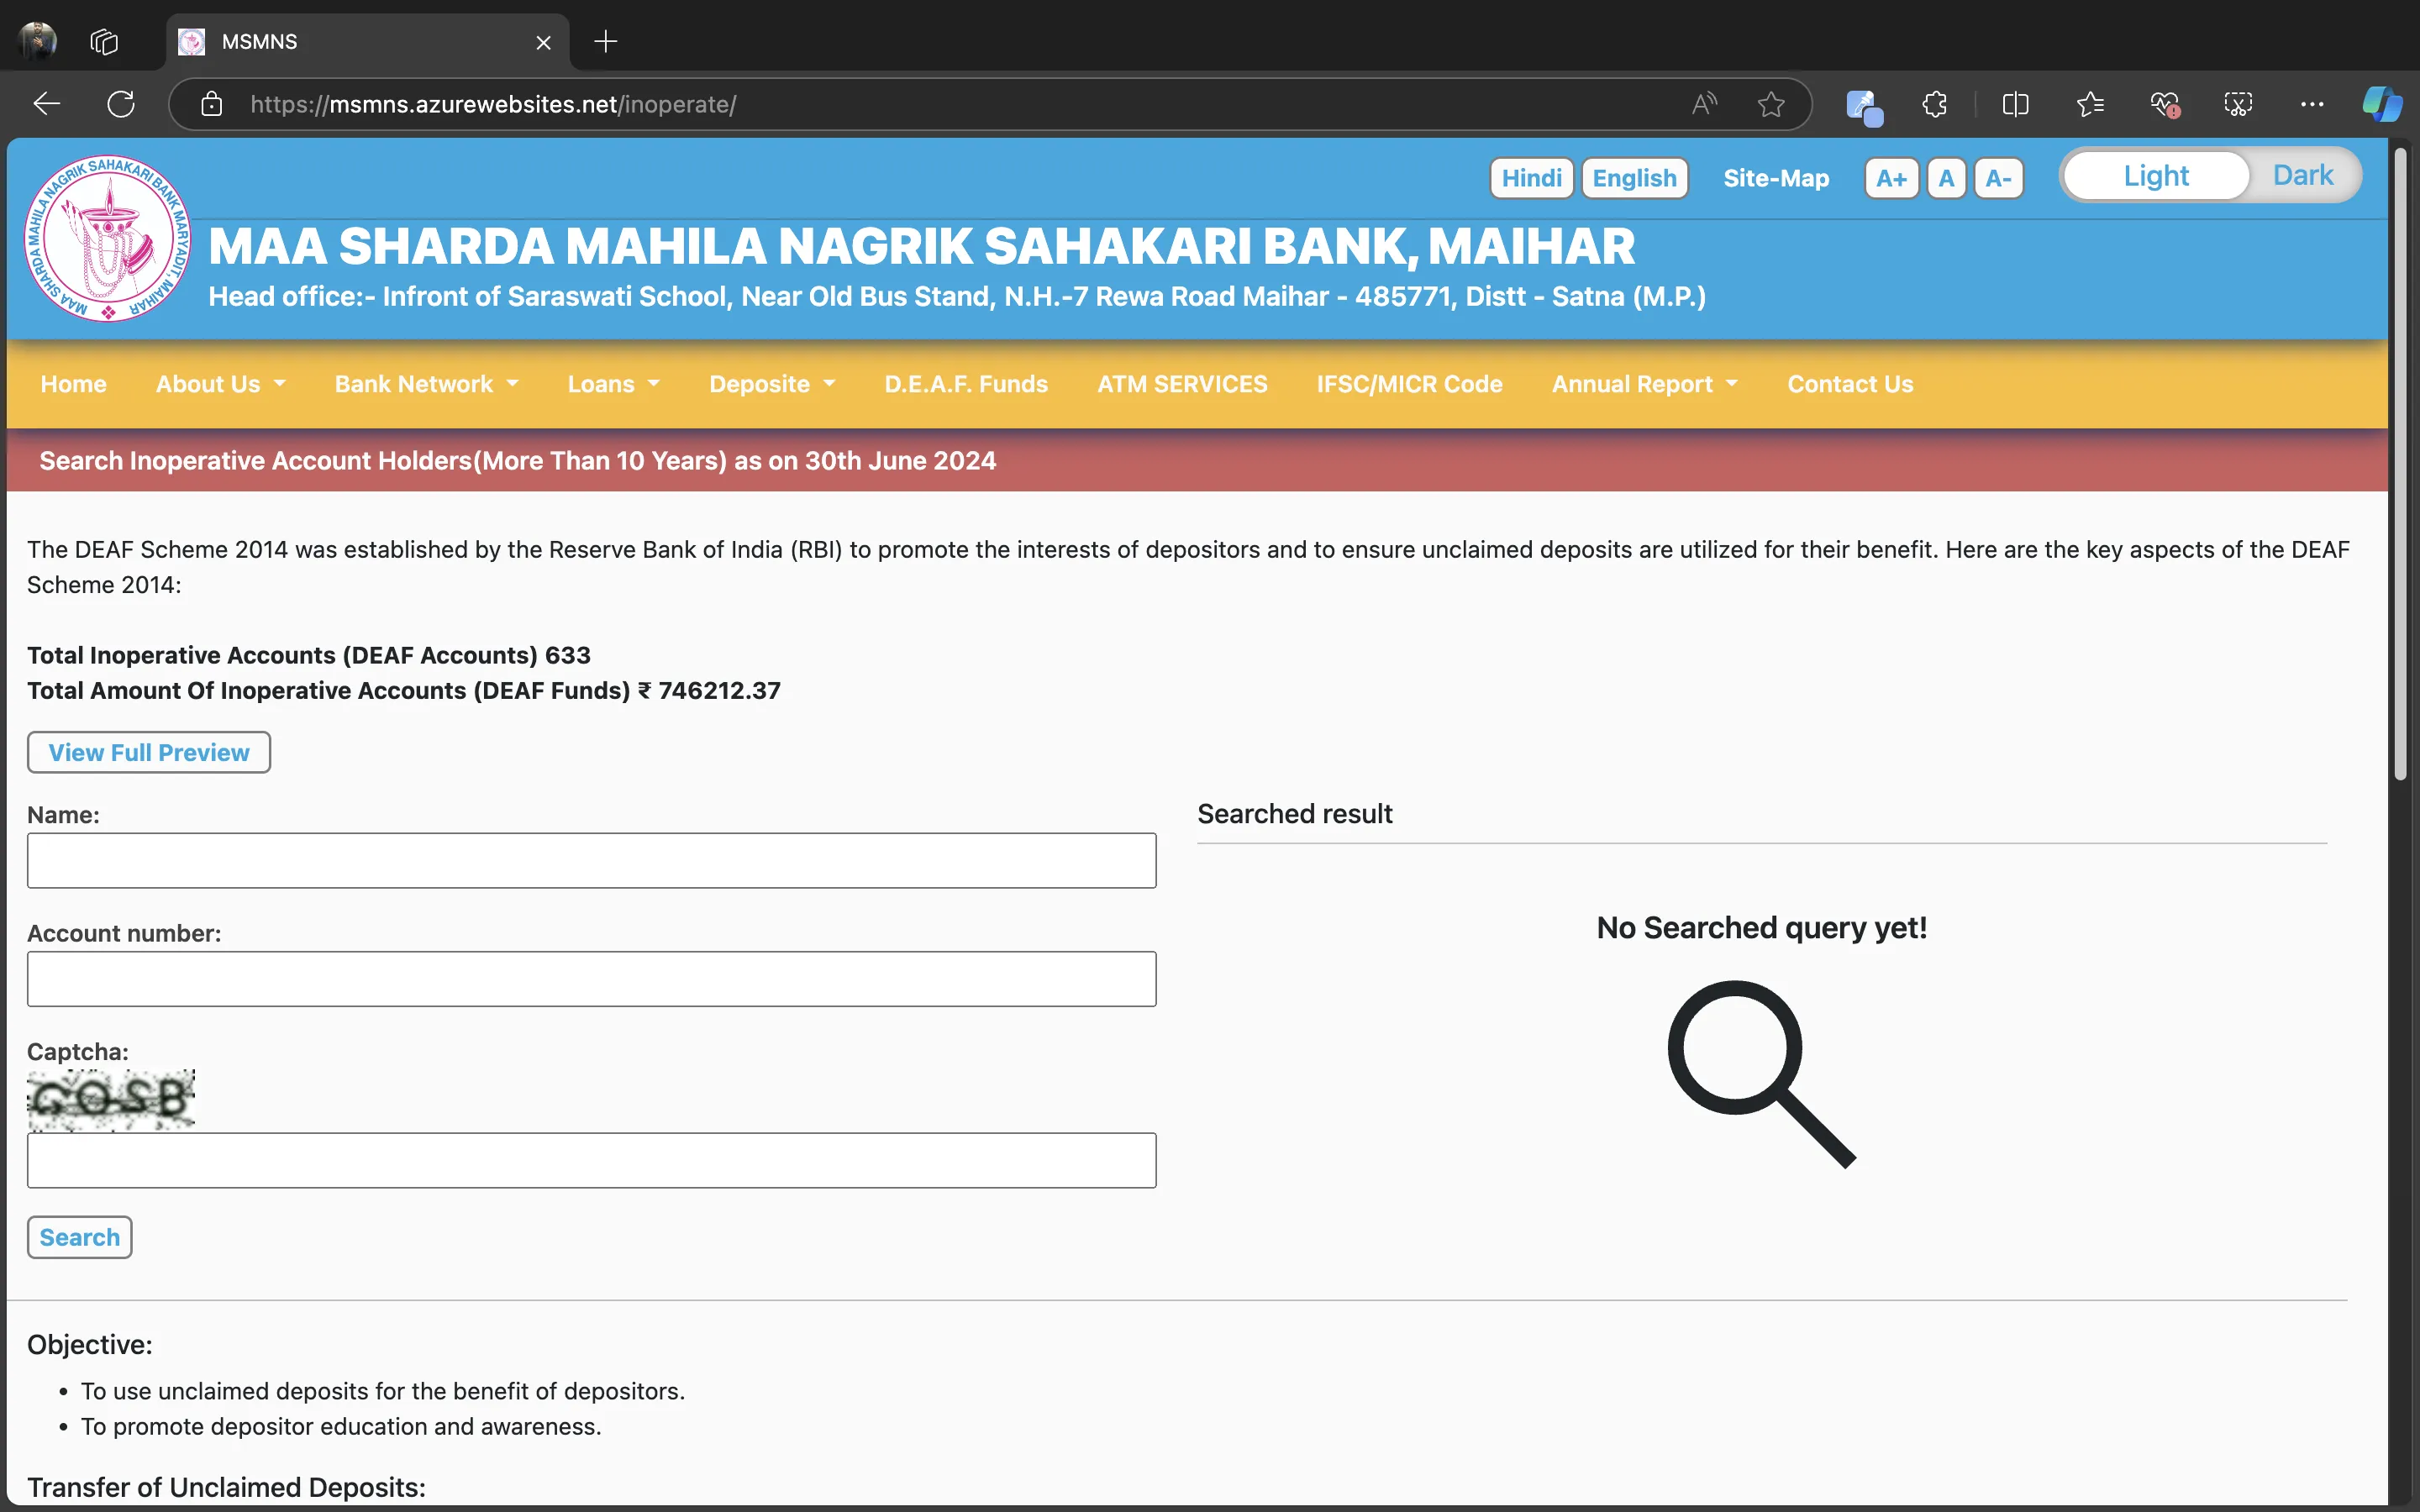 MSMNS
https://msmns.azurewebsites.net/inoperate/
Hindi English Site-Map A+ A A- Light Dark
MAA SHARDA MAHILA NAGRIK SAHAKARI BANK MARYADIT, MAIHAR
MAA SHARDA MAHILA NAGRIK SAHAKARI BANK, MAIHAR
Head office:- Infront of Saraswati School, Near Old Bus Stand, N.H.-7 Rewa Road Maihar - 485771, Distt - Satna (M.P.)
Home About Us Bank Network Loans Deposite D.E.A.F. Funds ATM SERVICES IFSC/MICR Code Annual Report Contact Us
Search Inoperative Account Holders(More Than 10 Years) as on 30th June 2024
The DEAF Scheme 2014 was established by the Reserve Bank of India (RBI) to promote the interests of depositors and to ensure unclaimed deposits are utilized for their benefit. Here are the key aspects of the DEAF
Scheme 2014:
Total Inoperative Accounts (DEAF Accounts) 633
Total Amount Of Inoperative Accounts (DEAF Funds) ₹ 746212.37
View Full Preview
Name:
Account number:
Captcha:
GOSB
Search
Searched result
No Searched query yet!
Objective:
• To use unclaimed deposits for the benefit of depositors.
• To promote depositor education and awareness.
Transfer of Unclaimed Deposits: